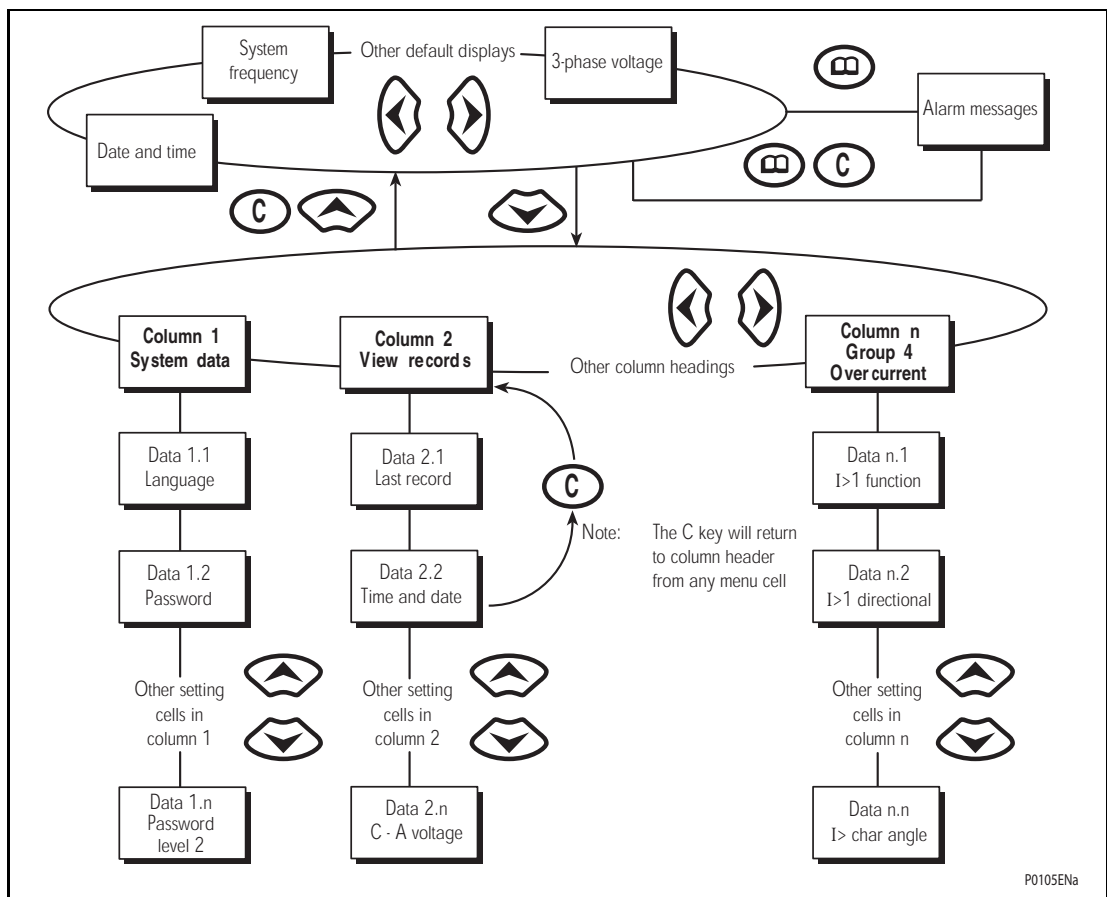 System
frequency
Other default displays
3-phase voltage
Alarm messages
Date and time
C
C
Column 1
System data
Column 2
View records
Column n
Group 4
Overcurrent
Other column headings
Data 1.1
Language
Data 2.1
Last record
Data n.1
I>1 function
C
Note: The C key will return
to column header
from any menu cell
Data 1.2
Password
Data 2.2
Time and date
Data n.2
I>1 directional
Other setting
cells in
column 1
Other setting
cells in
column 2
Other setting
cells in
column n
Data 1.n
Password
level 2
Data 2.n
C - A voltage
Data n.n
I> char angle
P0105ENa